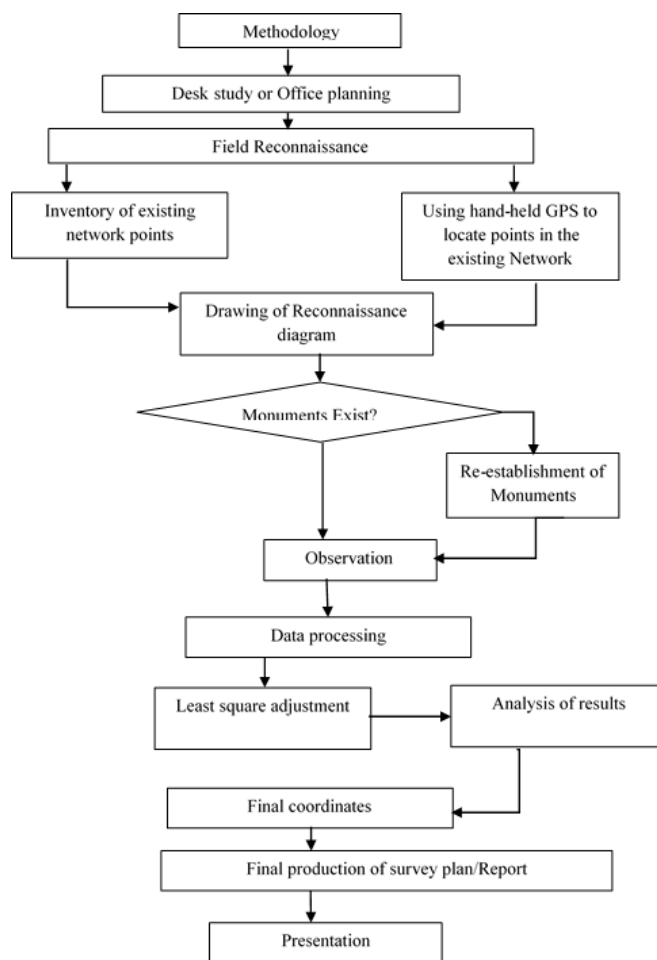 Methodology
Desk study or Office planning
Field Reconnaissance
Inventory of existing
network points
Using hand-held GPS to
locate points in the
existing Network
Drawing of Reconnaissance
diagram
Monuments Exist?
Re-establishment of
Monuments
Observation
Data processing
Least square adjustment
Analysis of results
Final coordinates
Final production of survey plan/Report
Presentation